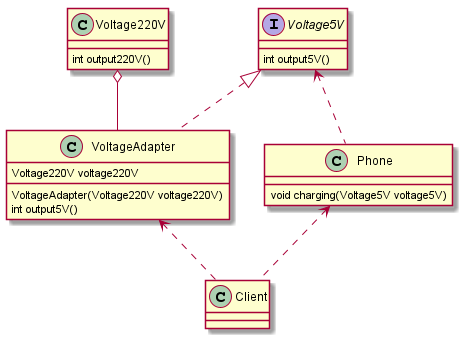 C Voltage220V
int output220V()
I Voltage5V
int output5V()
C VoltageAdapter
Voltage220V voltage220V
VoltageAdapter(Voltage220V voltage220V)
int output5V()
C Phone
void charging(Voltage5V voltage5V)
C Client